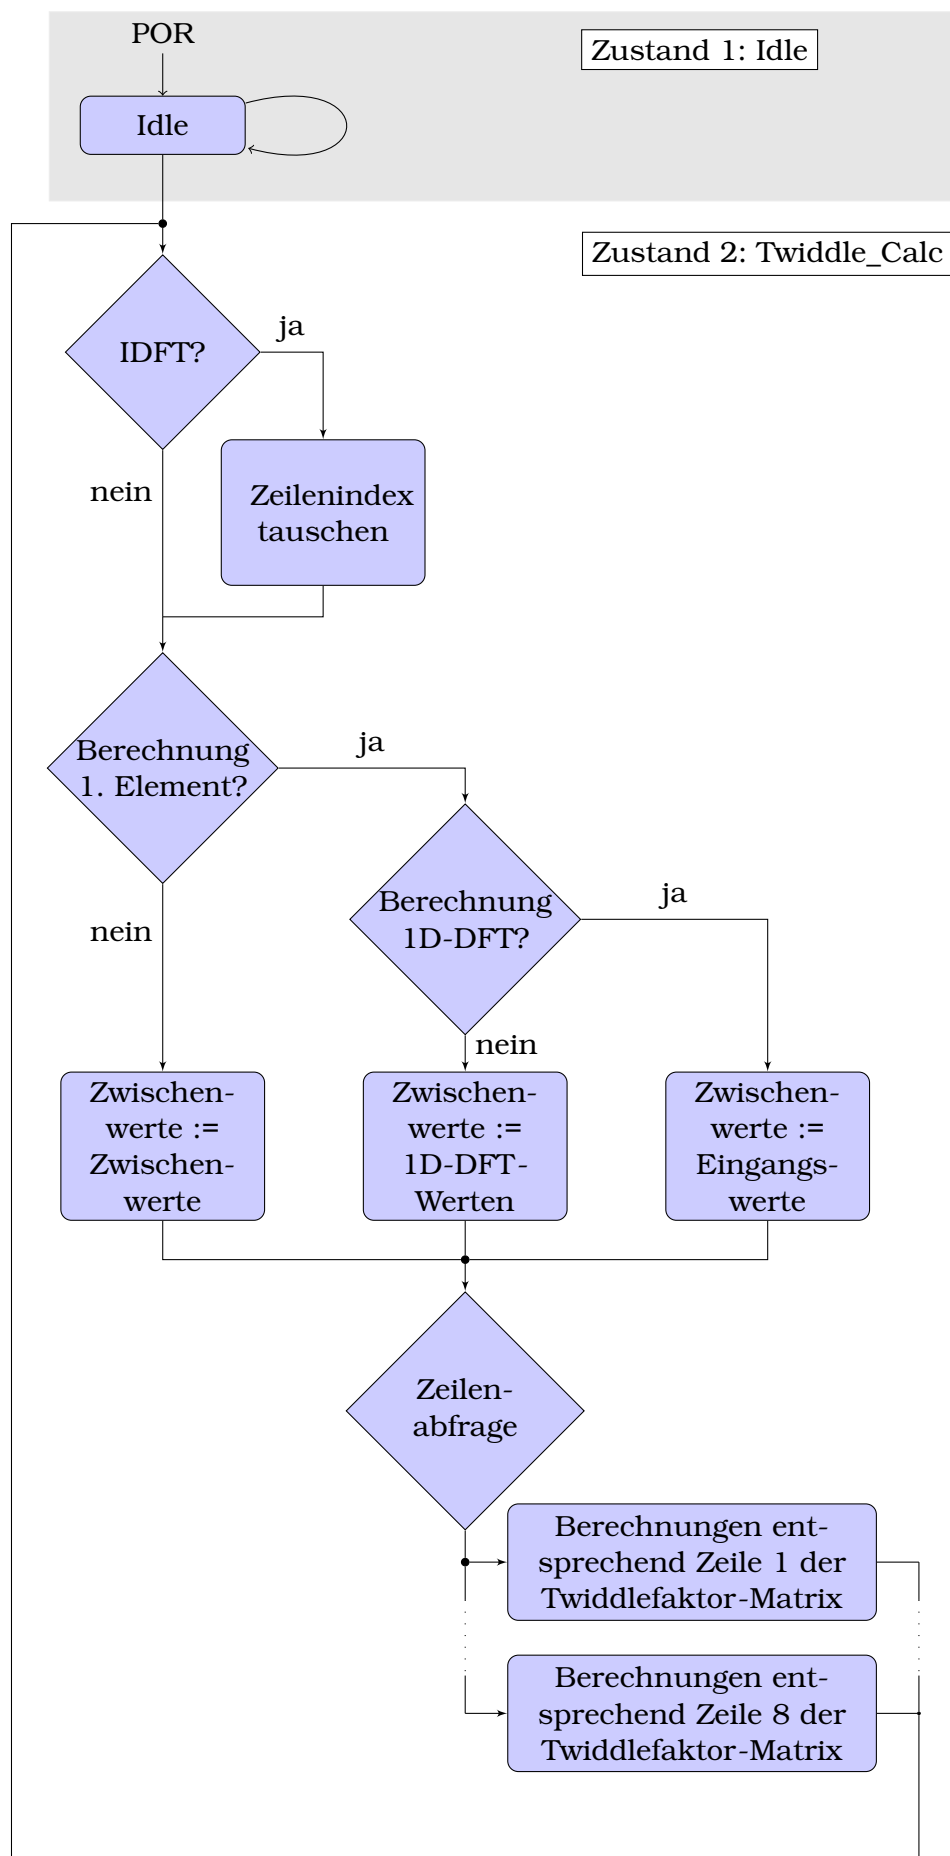 POR
Zustand 1: Idle
Idle
Zustand 2: Twiddle_Calc
IDFT?
ja
nein
Zeilenindex
tauschen
Berechnung
1. Element?
ja
nein
Berechnung
1D-DFT?
ja
nein
Zwischen-
werte :=
Zwischen-
werte
Zwischen-
werte :=
1D-DFT-
Werten
Zwischen-
werte :=
Eingangs-
werte
Zeilen-
abfrage
Berechnungen ent-
sprechend Zeile 1 der
Twiddlefaktor-Matrix
Berechnungen ent-
sprechend Zeile 8 der
Twiddlefaktor-Matrix